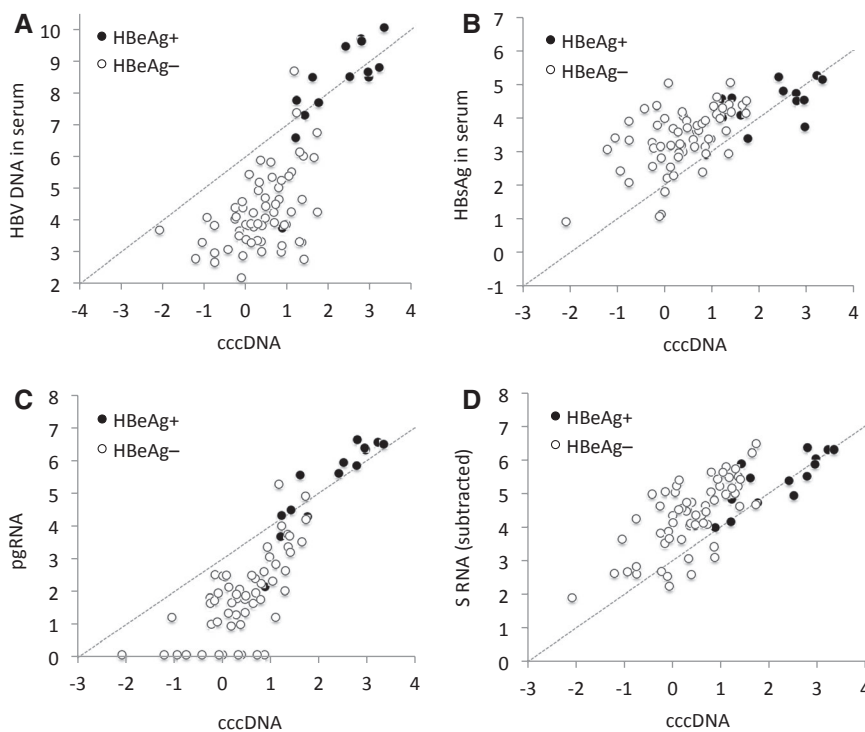 A
HBeAg+
HBeAg–
HBV DNA in serum
10
9
8
7
6
5
4
3
2
-4 -3 -2 -1 0 1 2 3 4
cccDNA
B
HBeAg+
HBeAg–
HBsAg in serum
7
6
5
4
3
2
1
0
-1
-3 -2 -1 0 1 2 3 4
cccDNA
C
HBeAg+
HBeAg–
pgRNA
8
7
6
5
4
3
2
1
0
-3 -2 -1 0 1 2 3 4
cccDNA
D
HBeAg+
HBeAg–
S RNA (subtracted)
8
7
6
5
4
3
2
1
0
-3 -2 -1 0 1 2 3 4
cccDNA